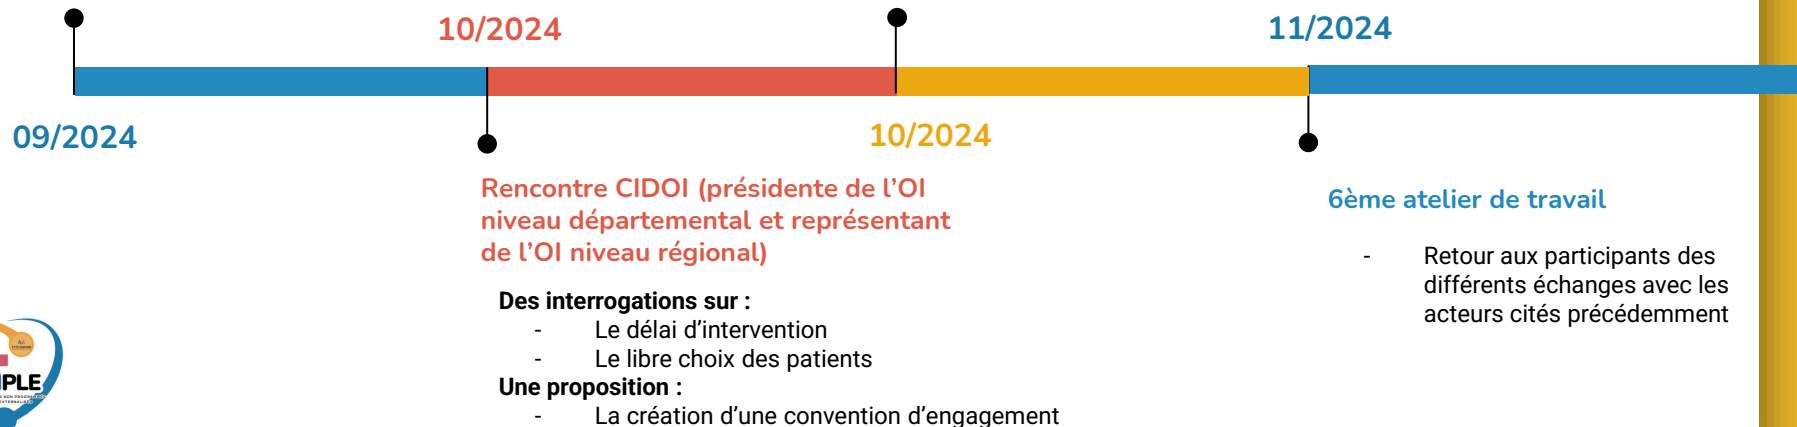 10/2024
11/2024
09/2024
10/2024
Rencontre CIDOI (présidente de l'OI
niveau départemental et représentant
de l'OI niveau régional)
Des interrogations sur :
- Le délai d'intervention
- Le libre choix des patients
Une proposition :
- La création d'une convention d'engagement
6ème atelier de travail
- Retour aux participants des
différents échanges avec les
acteurs cités précédemment
PLE